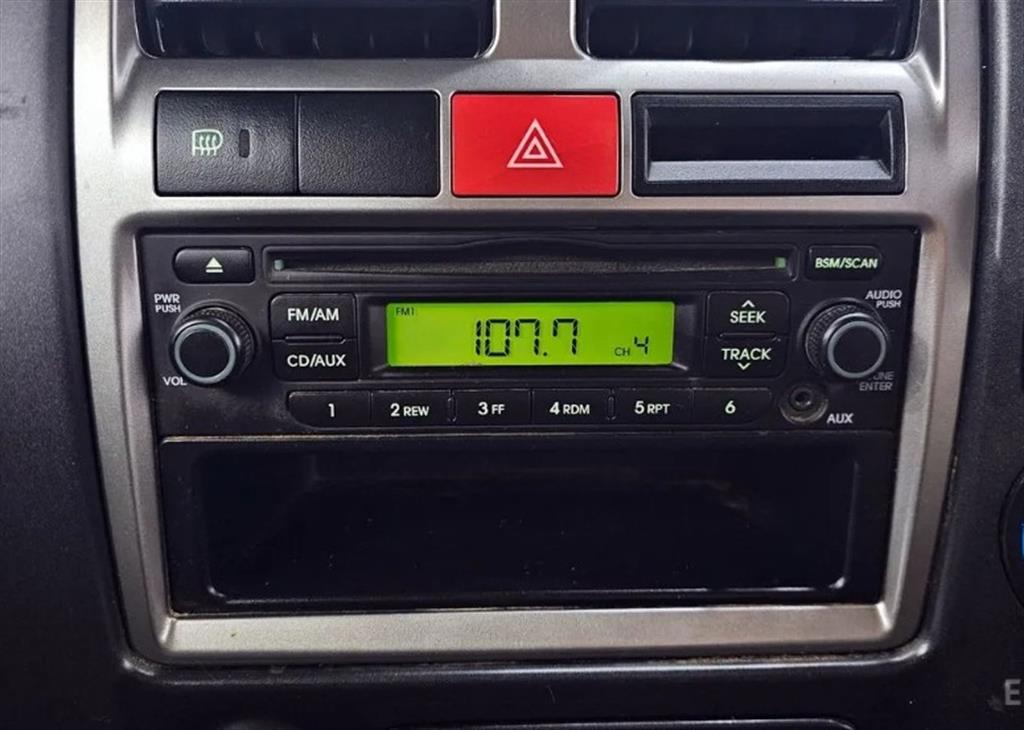 BSM/SCAN
PWR
PUSH
VOL
FM/AM
CD/AUX
FM1
107.7
CH 4
SEEK
TRACK
AUDIO
PUSH
ENTER
1
2 REW
3 FF
4 RDM
5 RPT
6
AUX
E